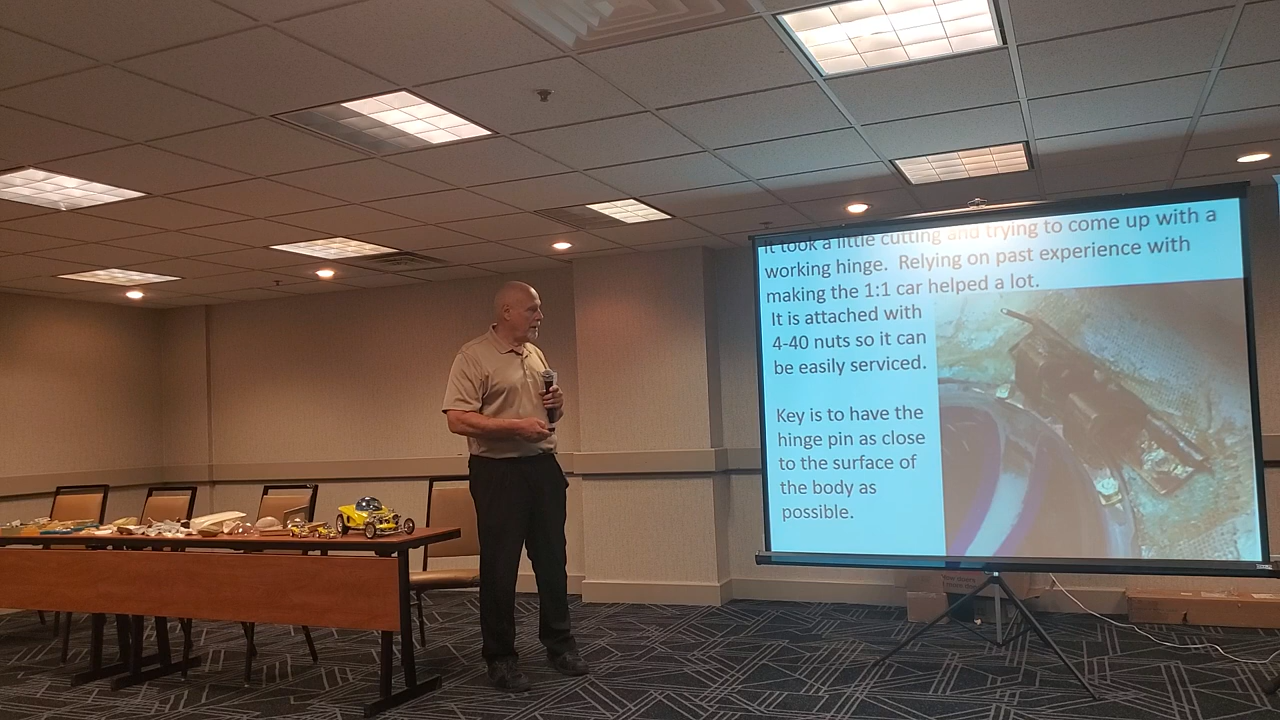 It took a little cutting and trying to come up with a
working hinge. Relying on past experience with
making the 1:1 car helped a lot.
It is attached with
4-40 nuts so it can
be easily serviced.
Key is to have the
hinge pin as close
to the surface of
the body as
possible.